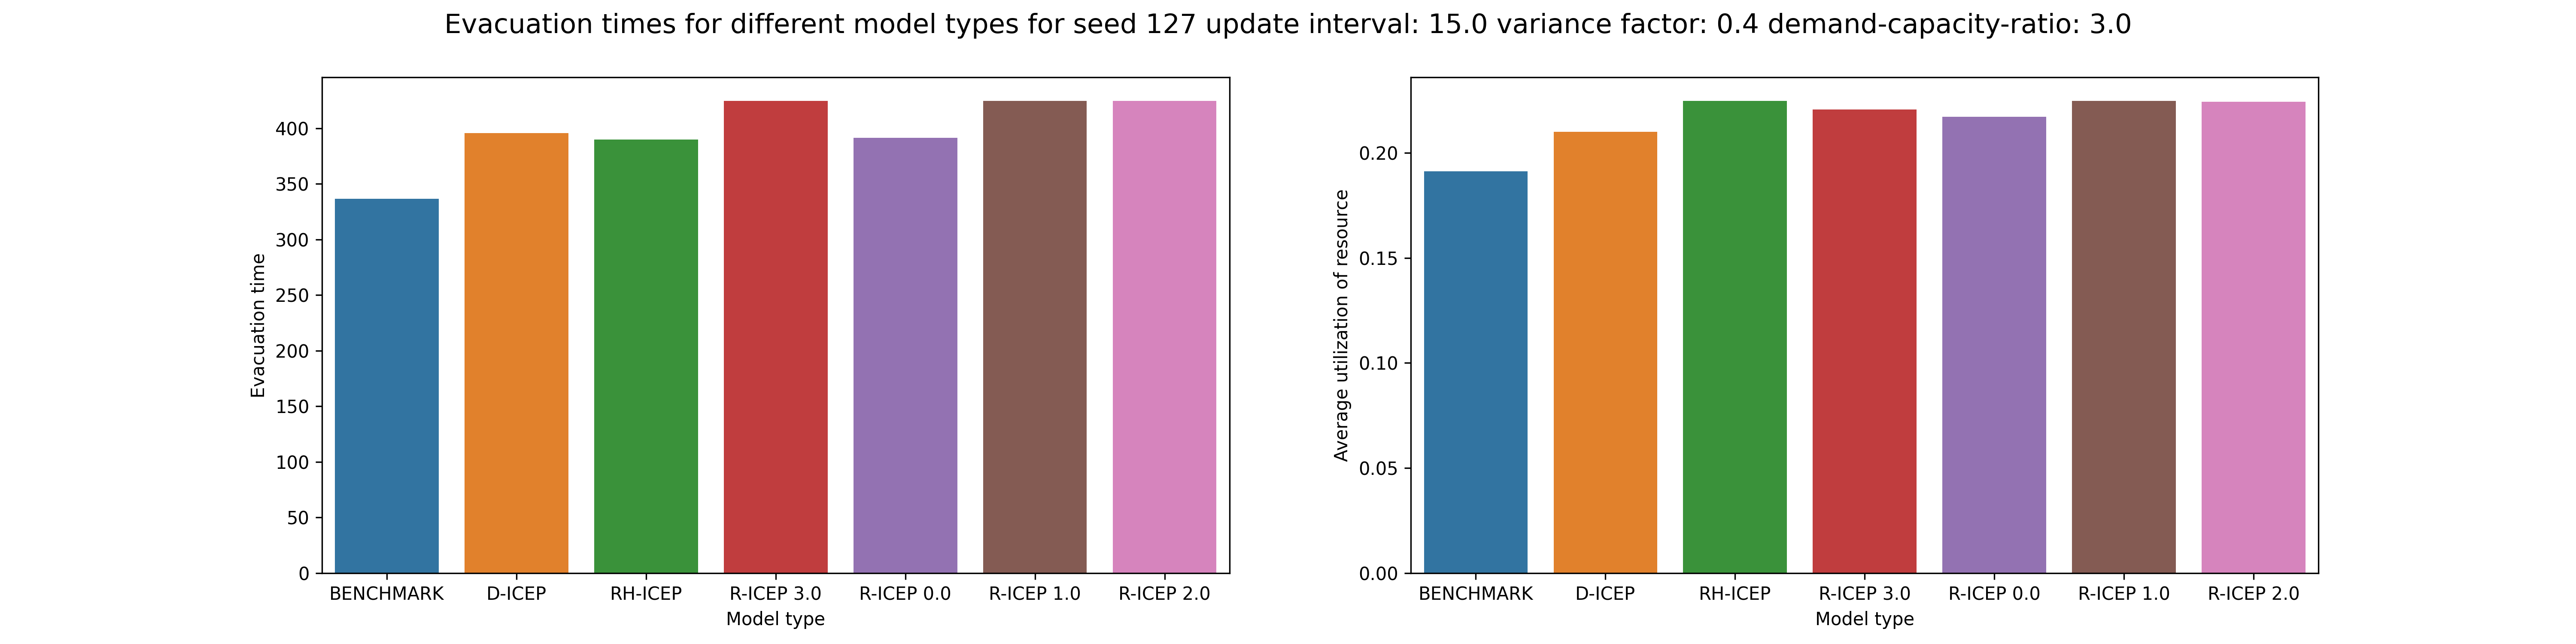 Evacuation times for different model types for seed 127 update interval: 15.0 variance factor: 0.4 demand-capacity-ratio: 3.0
Evacuation time
400
350
300
250
200
150
100
50
0
BENCHMARK D-ICEP RH-ICEP R-ICEP 3.0 R-ICEP 0.0 R-ICEP 1.0 R-ICEP 2.0
Model type
Average utilization of resource
0.20
0.15
0.10
0.05
0.00
BENCHMARK D-ICEP RH-ICEP R-ICEP 3.0 R-ICEP 0.0 R-ICEP 1.0 R-ICEP 2.0
Model type